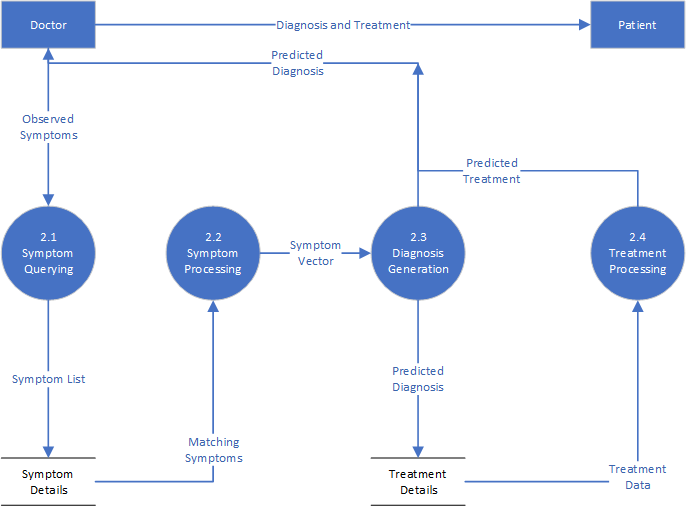 Doctor
Diagnosis and Treatment
Patient
Predicted
Diagnosis
Observed
Symptoms
Predicted
Treatment
2.1
Symptom
Querying
2.2
Symptom
Processing
Symptom
Vector
2.3
Diagnosis
Generation
2.4
Treatment
Processing
Symptom List
Predicted
Diagnosis
Matching
Symptoms
Symptom
Details
Treatment
Details
Treatment
Data